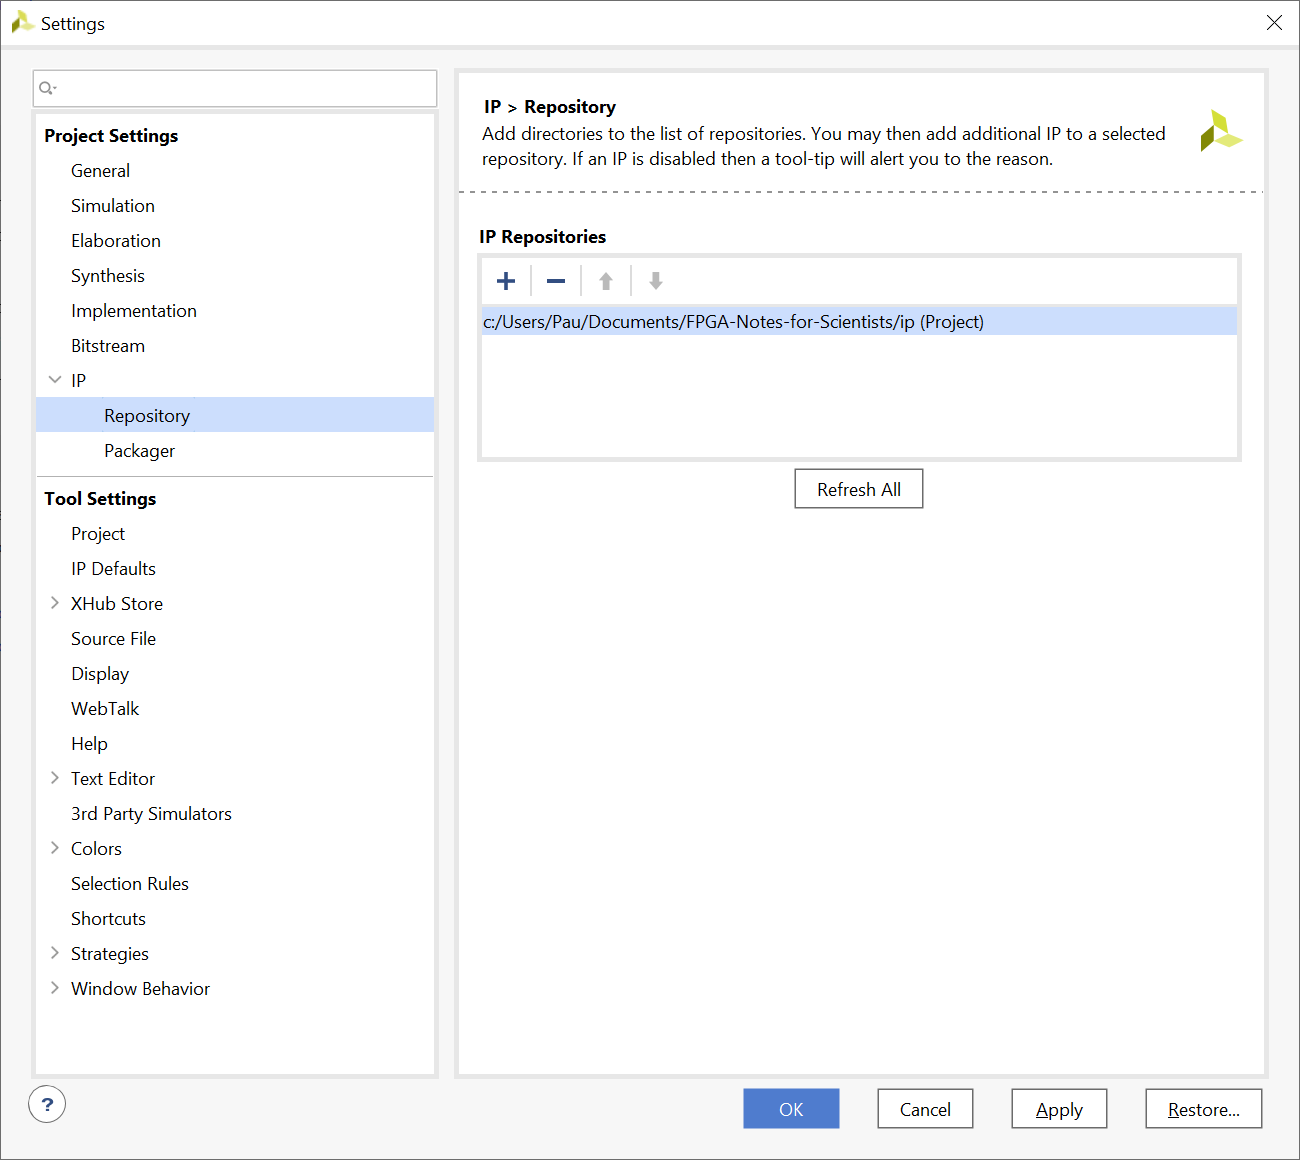 Settings
Project Settings
General
Simulation
Elaboration
Synthesis
Implementation
Bitstream
IP
Repository
Packager
Tool Settings
Project
IP Defaults
XHub Store
Source File
Display
WebTalk
Help
Text Editor
3rd Party Simulators
Colors
Selection Rules
Shortcuts
Strategies
Window Behavior
IP > Repository
Add directories to the list of repositories. You may then add additional IP to a selected
repository. If an IP is disabled then a tool-tip will alert you to the reason.
IP Repositories
c:/Users/Pau/Documents/FPGA-Notes-for-Scientists/ip (Project)
Refresh All
?
OK
Cancel
Apply
Restore...